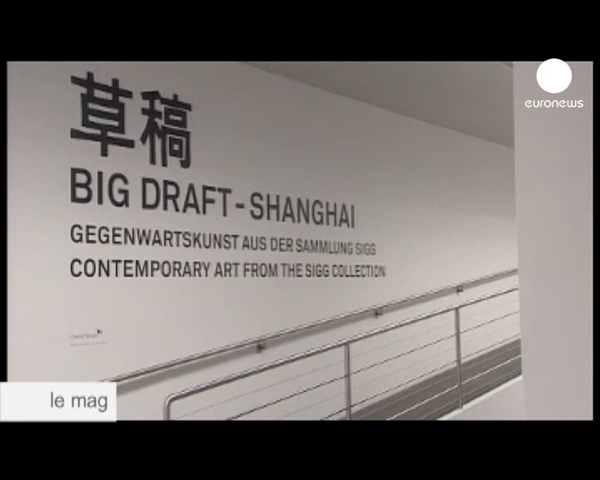 euronews
草稿
BIG DRAFT - SHANGHAI
GEGENWARTSKUNST AUS DER SAMMLUNG SIGG
CONTEMPORARY ART FROM THE SIGG COLLECTION
le mag